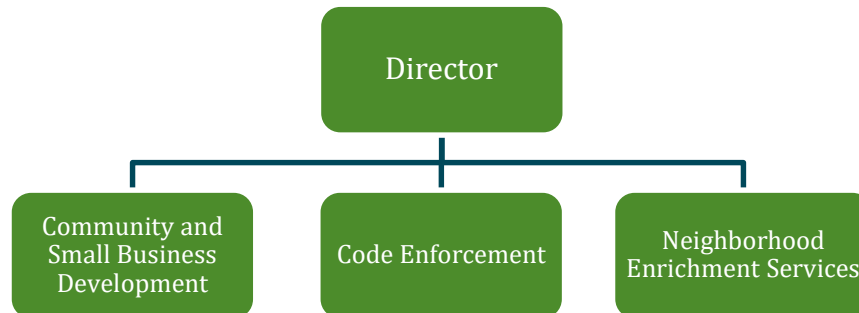 Director
Community and
Small Business
Development
Code Enforcement
Neighborhood
Enrichment Services